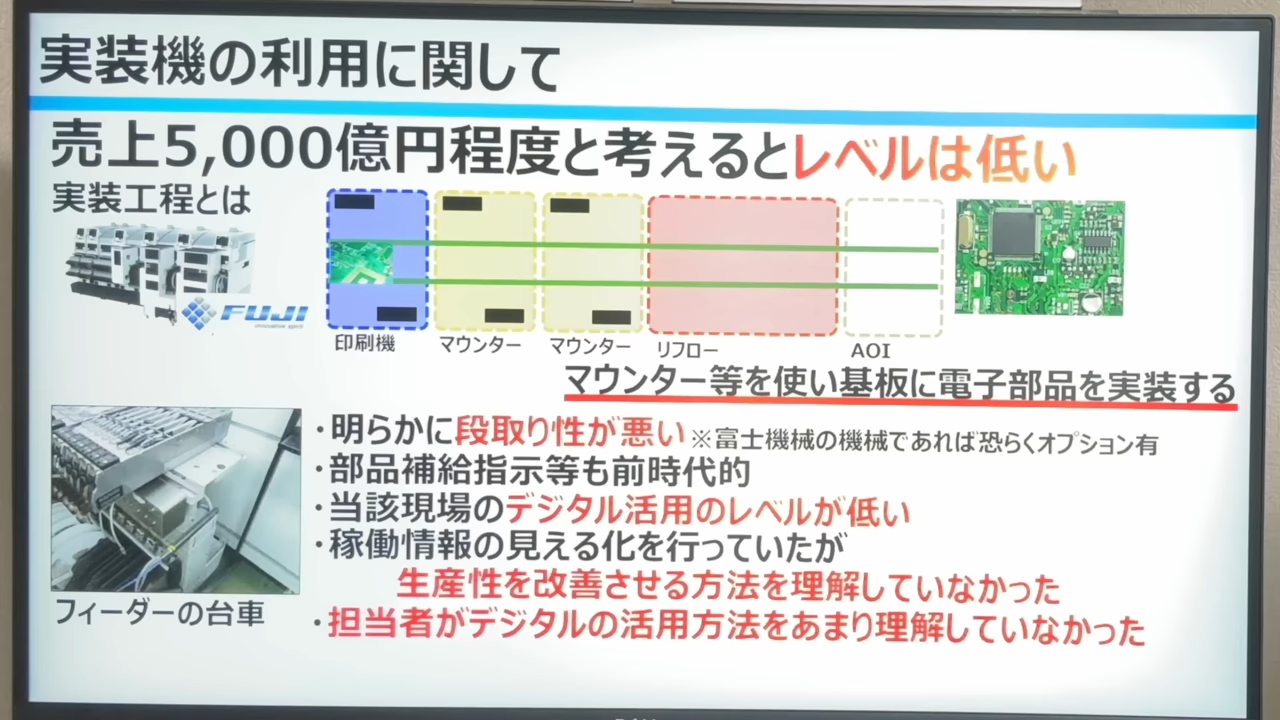 実装機の利用に関して
売上5,000億円程度と考えるとレベルは低い
実装工程とは
FUJI
innovative spirit
印刷機
マウンター
マウンター
リフロー
AOI
マウンター等を使い基板に電子部品を実装する
・明らかに段取り性が悪い ※富士機械の機械であれば恐らくオプション有
・部品補給指示等も前時代的
・当該現場のデジタル活用のレベルが低い
・稼働情報の見える化を行っていたが
生産性を改善させる方法を理解していなかった
・担当者がデジタルの活用方法をあまり理解していなかった
フィーダーの台車